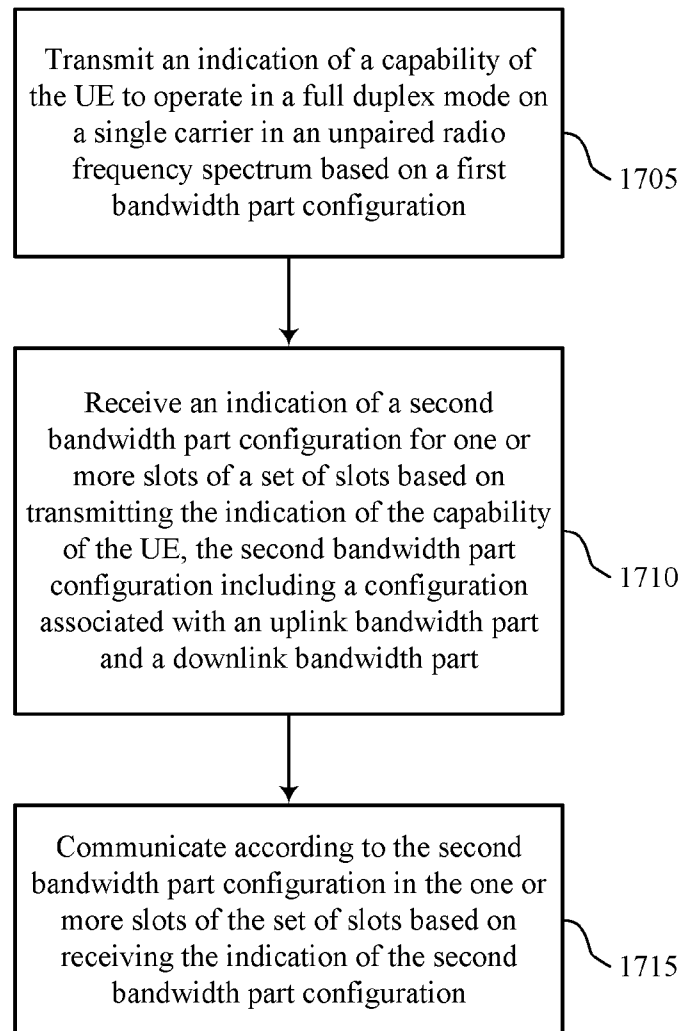 Transmit an indication of a capability of
the UE to operate in a full duplex mode on
a single carrier in an unpaired radio
frequency spectrum based on a first
bandwidth part configuration
1705
Receive an indication of a second
bandwidth part configuration for one or
more slots of a set of slots based on
transmitting the indication of the capability
of the UE, the second bandwidth part
configuration including a configuration
associated with an uplink bandwidth part
and a downlink bandwidth part
1710
Communicate according to the second
bandwidth part configuration in the one or
more slots of the set of slots based on
receiving the indication of the second
bandwidth part configuration
1715